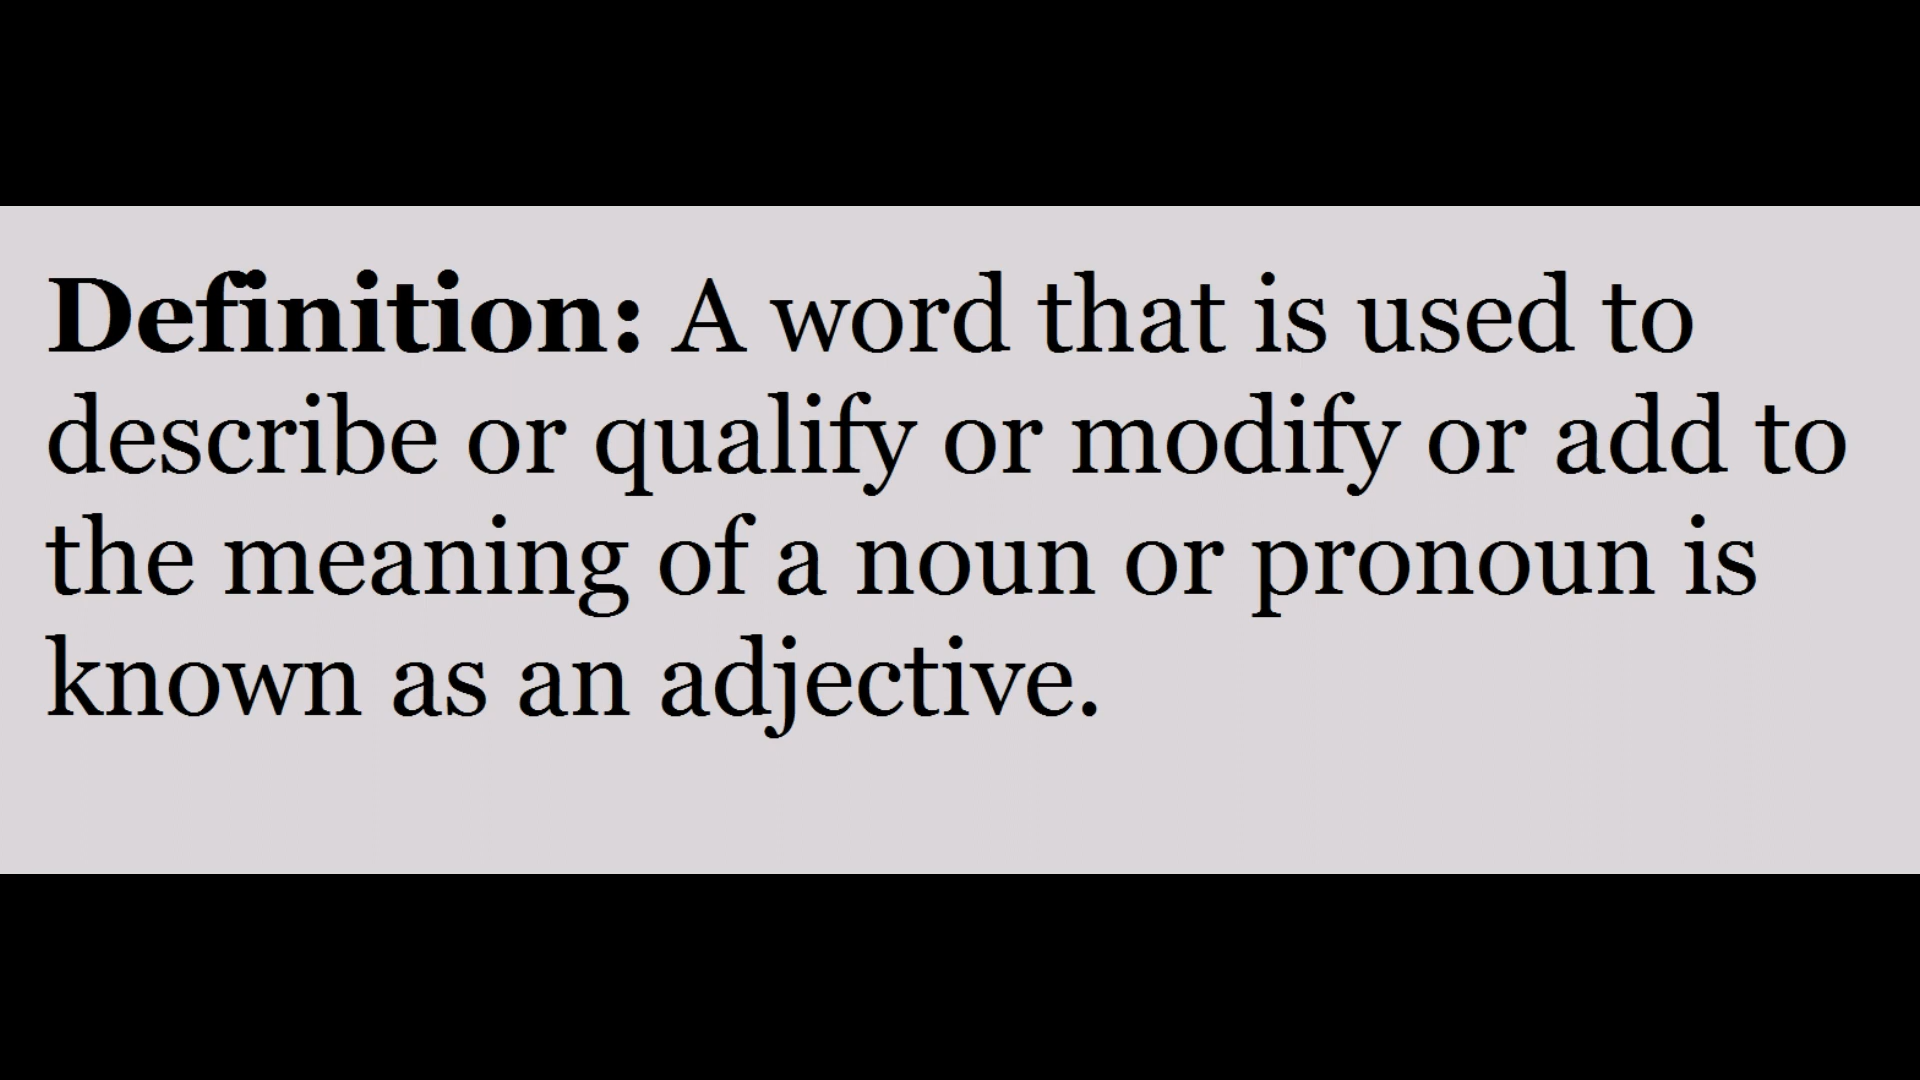 Definition: A word that is used to
describe or qualify or modify or add to
the meaning of a noun or pronoun is
known as an adjective.